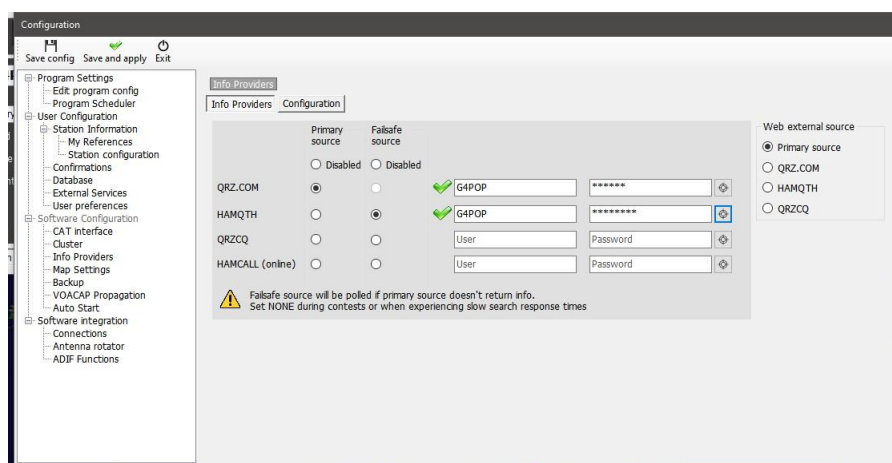 Configuration
Save config Save and apply Exit
Program Settings
Edit program config
Program Scheduler
User Configuration
Station Information
My References
Station configuration
Confirmations
Database
External Services
User preferences
Software Configuration
CAT interface
Cluster
Info Providers
Map Settings
Backup
VOACAP Propagation
Auto Start
Software integration
Connections
Antenna rotator
ADIF Functions
Info Providers
Info Providers Configuration
Primary source Failsafe source
Disabled Disabled
QRZ.COM G4POP ******
HAMQTH G4POP ********
QRZCQ User Password
HAMCALL (online) User Password
Failsafe source will be polled if primary source doesn't return info.
Set NONE during contests or when experiencing slow search response times
Web external source
Primary source
QRZ.COM
HAMQTH
QRZCQ